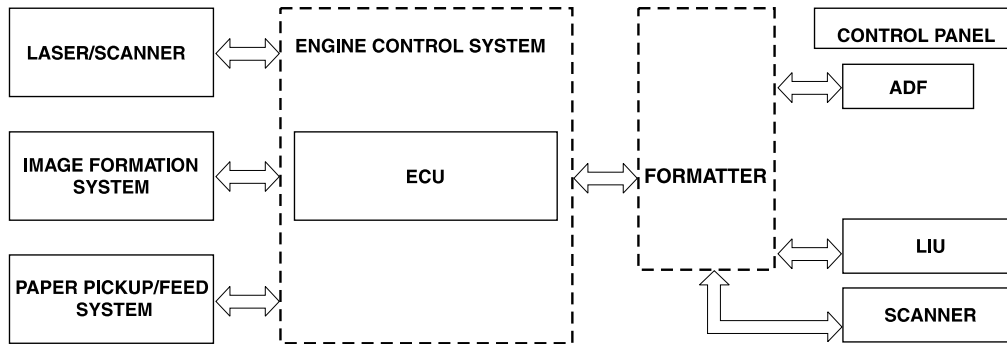 LASER/SCANNER
ENGINE CONTROL SYSTEM
CONTROL PANEL
ADF
IMAGE FORMATION
SYSTEM
ECU
FORMATTER
LIU
PAPER PICKUP/FEED
SYSTEM
SCANNER